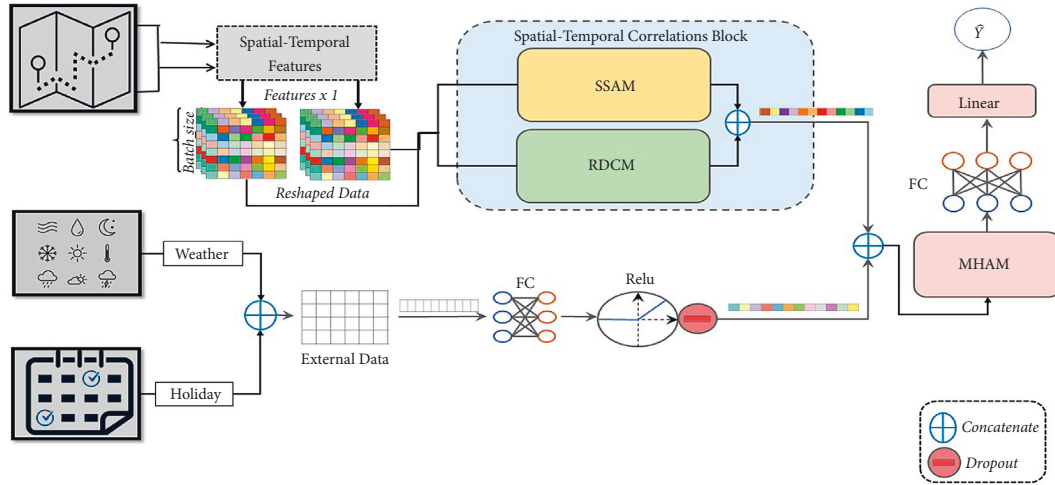 Spatial-Temporal
Features
Features x 1
Batch size
Reshaped Data
Spatial-Temporal Correlations Block
SSAM
RDCM
Ŷ
Linear
FC
MHAM
Weather
Holiday
External Data
FC
Relu
Concatenate
Dropout